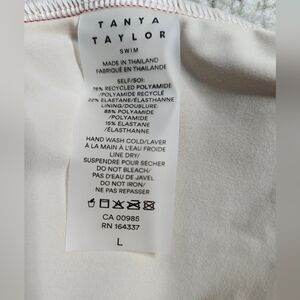 TANYA
TAYLOR
SWIM
MADE IN THAILAND
FABRIQUÉ EN THAÏLANDE
SELF/SOI:
78% RECYCLED POLYAMIDE
/POLYAMIDE RECYCLÉ
22% ELASTANE/ÉLASTHANNE
LINING/DOUBLURE:
85% POLYAMIDE
/POLYAMIDE
15% ELASTANE
/ÉLASTHANNE
HAND WASH COLD/LAVER
À LA MAIN À L'EAU FROIDE
LINE DRY/
SUSPENDRE POUR SÉCHER
DO NOT BLEACH/
PAS D'EAU DE JAVEL
DO NOT IRON/
NE PAS REPASSER
CA 00985
RN 164337
L